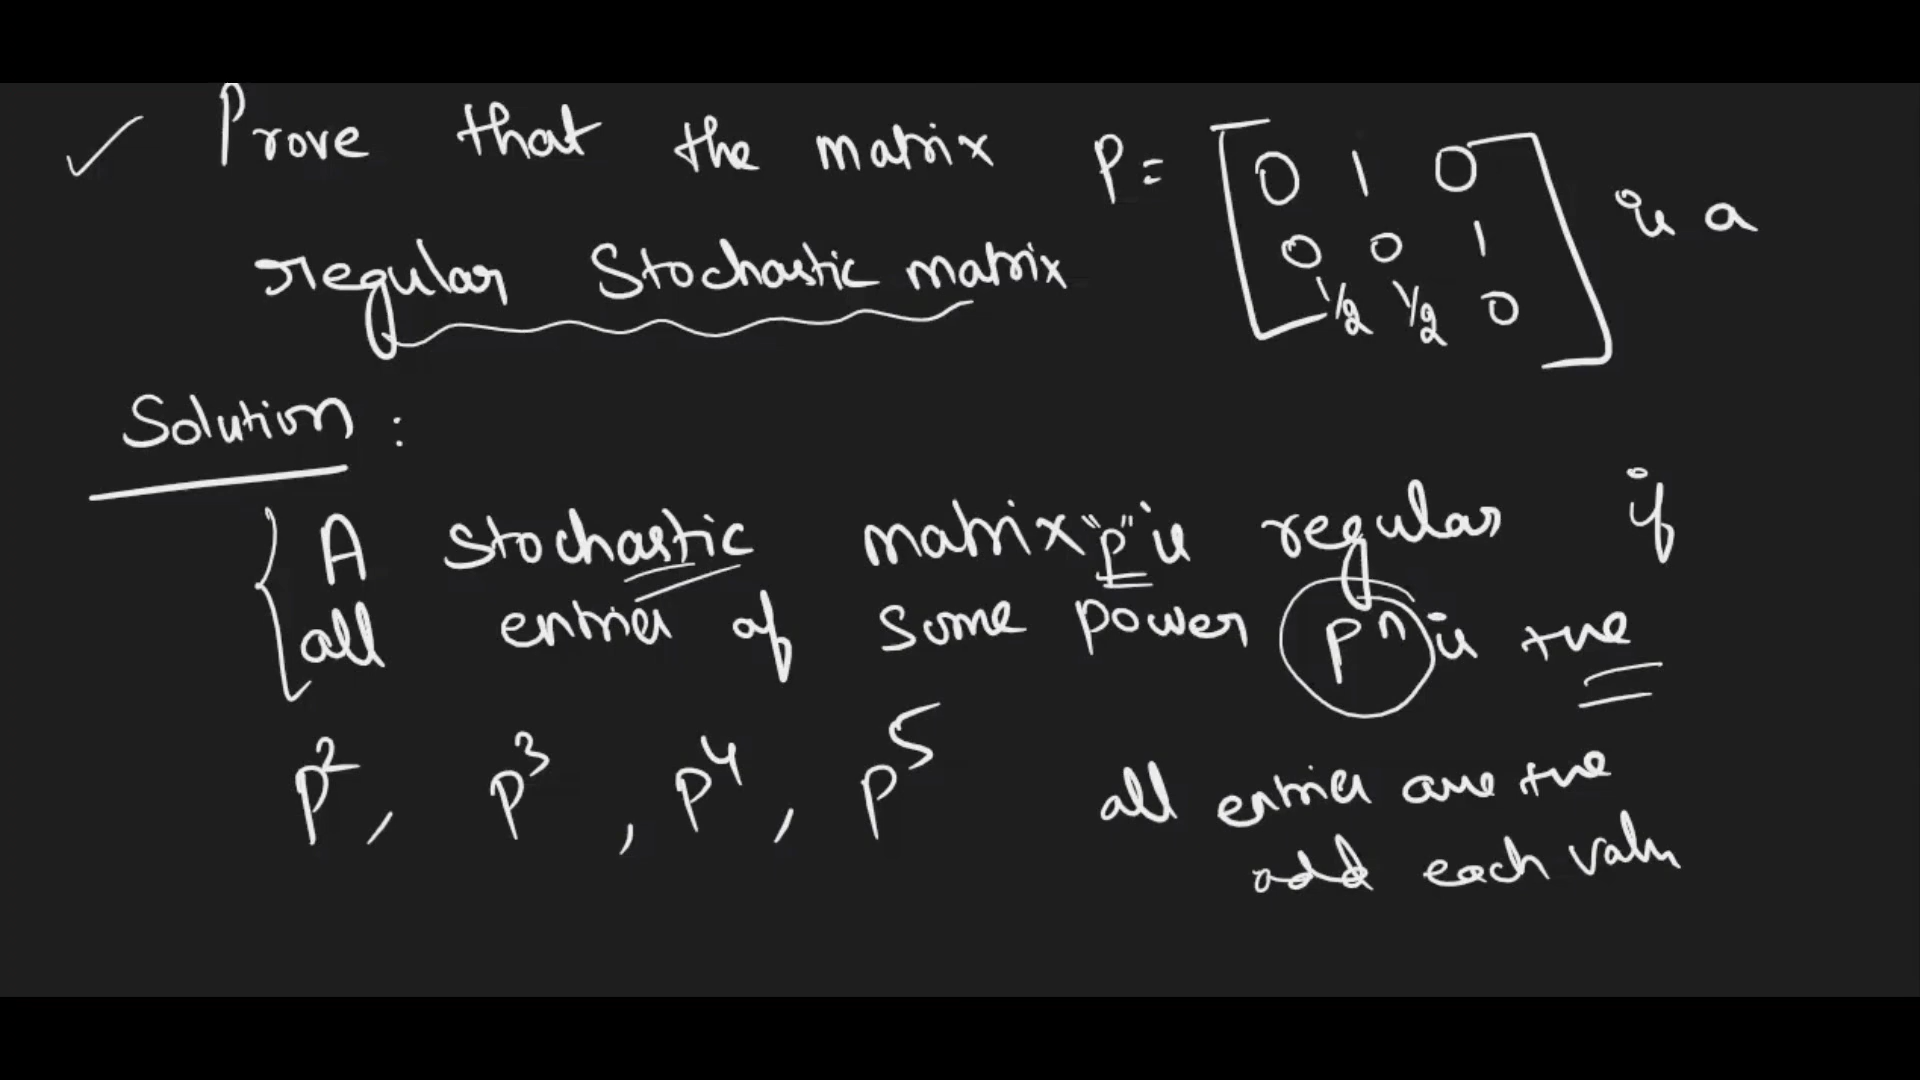 ✓ Prove that the matrix P = [0 1 0
0 0 1
1/2 1/2 0] is a
regular Stochastic matrix
Solution :
{A stochastic matrix "P" is regular if
all entries of some power Pⁿ is +ve
P², P³, P⁴, P⁵ all entries are +ve
add each valu